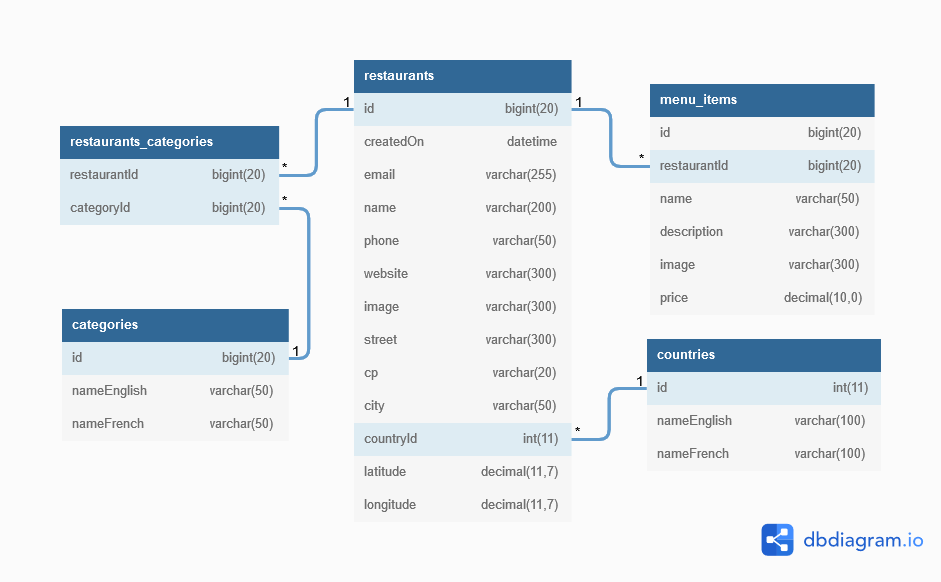 restaurants
1 id bigint(20) 1
createdOn datetime
email varchar(255)
name varchar(200)
phone varchar(50)
website varchar(300)
image varchar(300)
street varchar(300)
cp varchar(20)
city varchar(50)
countryId int(11) *
latitude decimal(11,7)
longitude decimal(11,7)
restaurants_categories
restaurantId bigint(20) *
categoryId bigint(20) *
categories
id bigint(20) 1
nameEnglish varchar(50)
nameFrench varchar(50)
menu_items
id bigint(20)
* restaurantId bigint(20)
name varchar(50)
description varchar(300)
image varchar(300)
price decimal(10,0)
countries
1 id int(11)
nameEnglish varchar(100)
nameFrench varchar(100)
dbdiagram.io